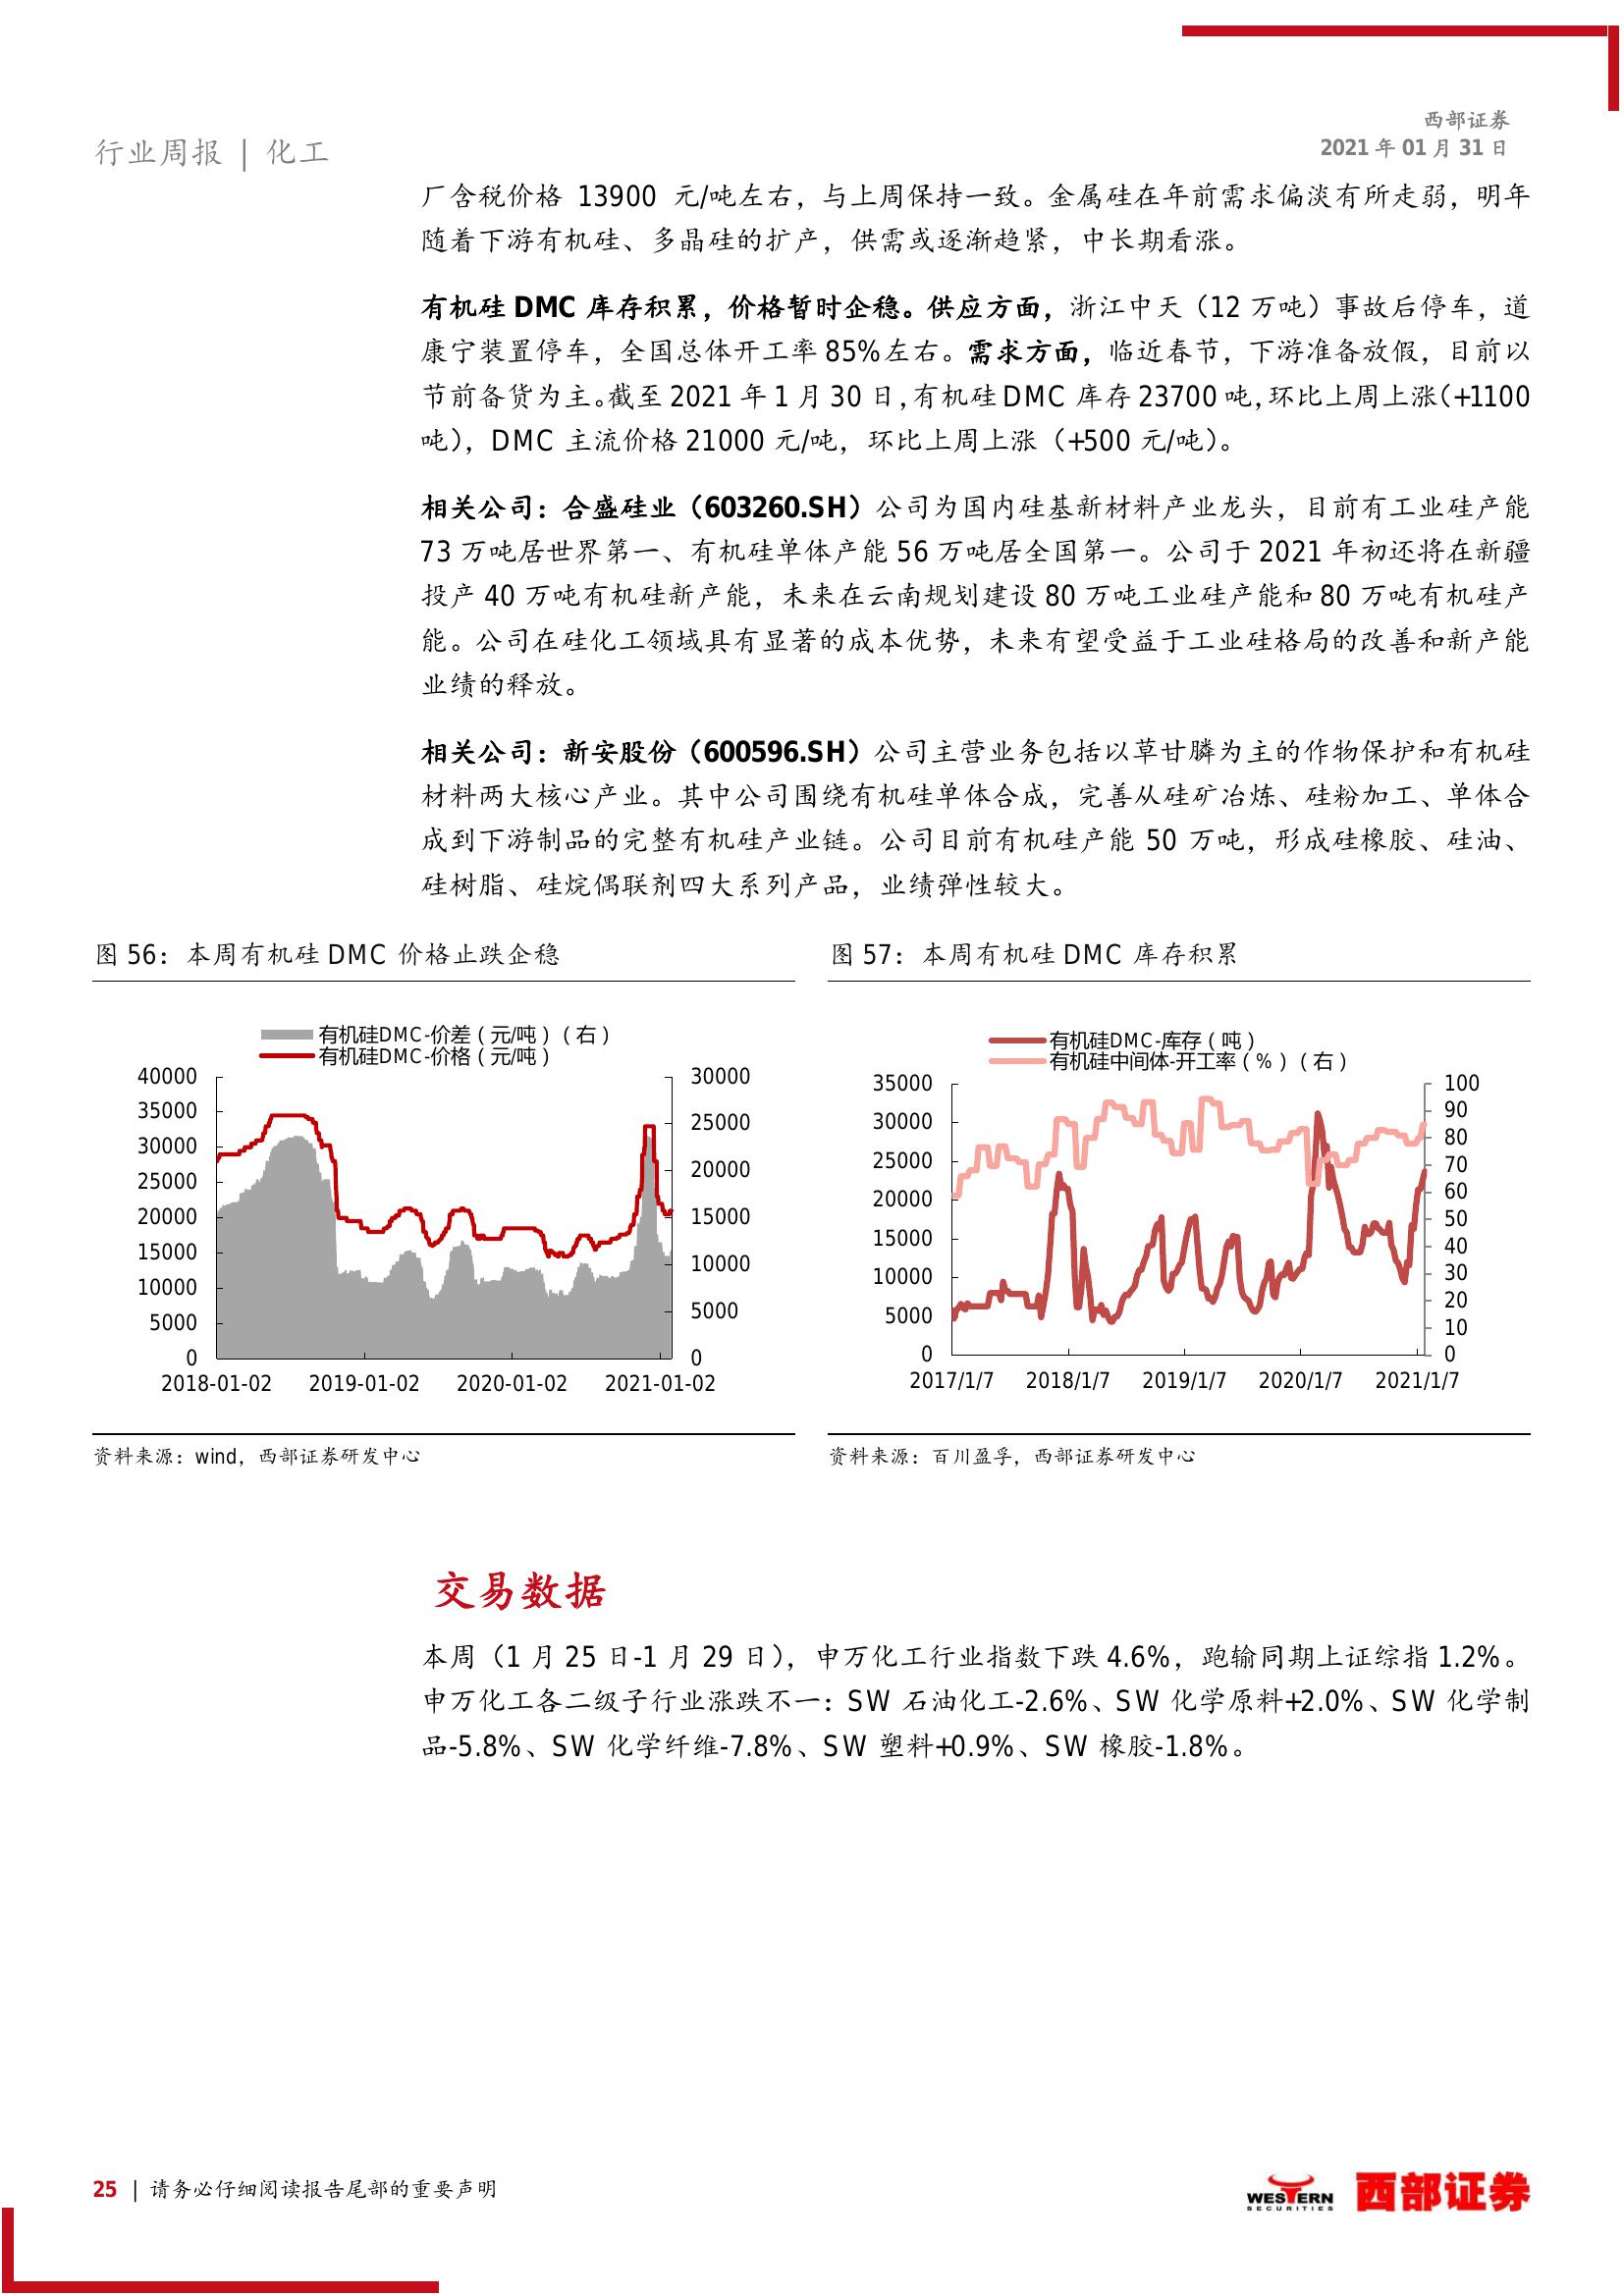 西部证券
行业周报 | 化工
2021 年 01 月 31 日
厂含税价格 13900 元/吨左右，与上周保持一致。金属硅在年前需求偏淡有所走弱，明年
随着下游有机硅、多晶硅的扩产，供需或逐渐趋紧，中长期看涨。
有机硅 DMC 库存积累，价格暂时企稳。供应方面，浙江中天（12 万吨）事故后停车，道
康宁装置停车，全国总体开工率 85%左右。需求方面，临近春节，下游准备放假，目前以
节前备货为主。截至 2021 年 1 月 30 日，有机硅 DMC 库存 23700 吨，环比上周上涨（+1100
吨），DMC 主流价格 21000 元/吨，环比上周上涨（+500 元/吨）。
相关公司：合盛硅业（603260.SH）公司为国内硅基新材料产业龙头，目前有工业硅产能
73 万吨居世界第一、有机硅单体产能 56 万吨居全国第一。公司于 2021 年初还将在新疆
投产 40 万吨有机硅新产能，未来在云南规划建设 80 万吨工业硅产能和 80 万吨有机硅产
能。公司在硅化工领域具有显著的成本优势，未来有望受益于工业硅格局的改善和新产能
业绩的释放。
相关公司：新安股份（600596.SH）公司主营业务包括以草甘膦为主的作物保护和有机硅
材料两大核心产业。其中公司围绕有机硅单体合成，完善从硅矿冶炼、硅粉加工、单体合
成到下游制品的完整有机硅产业链。公司目前有机硅产能 50 万吨，形成硅橡胶、硅油、
硅树脂、硅烷偶联剂四大系列产品，业绩弹性较大。
图 56：本周有机硅 DMC 价格止跌企稳
有机硅DMC-价差（元/吨）（右）
有机硅DMC-价格（元/吨）
40000
35000
30000
25000
20000
15000
10000
5000
0
30000
25000
20000
15000
10000
5000
0
2018-01-02 2019-01-02 2020-01-02 2021-01-02
资料来源：wind，西部证券研发中心
图 57：本周有机硅 DMC 库存积累
有机硅DMC-库存（吨）
有机硅中间体-开工率（%）（右）
35000
30000
25000
20000
15000
10000
5000
0
100
90
80
70
60
50
40
30
20
10
0
2017/1/7 2018/1/7 2019/1/7 2020/1/7 2021/1/7
资料来源：百川盈孚，西部证券研发中心
交易数据
本周（1 月 25 日-1 月 29 日），申万化工行业指数下跌 4.6%，跑输同期上证综指 1.2%。
申万化工各二级子行业涨跌不一：SW 石油化工-2.6%、SW 化学原料+2.0%、SW 化学制
品-5.8%、SW 化学纤维-7.8%、SW 塑料+0.9%、SW 橡胶-1.8%。
25 | 请务必仔细阅读报告尾部的重要声明
WESTERN
SECURITIES
西部证券